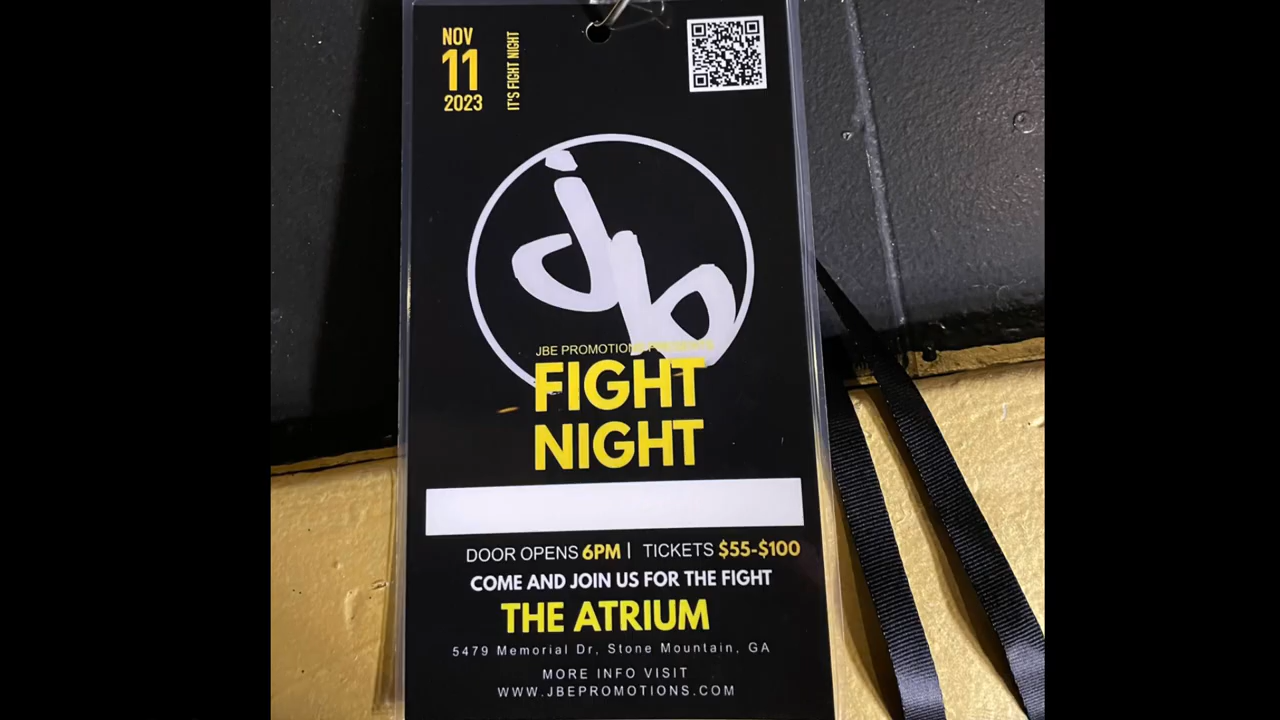 NOV
11
2023
IT'S FIGHT NIGHT
jb
JBE PROMOTIONS PRESENTS
FIGHT
NIGHT
DOOR OPENS 6PM | TICKETS $55-$100
COME AND JOIN US FOR THE FIGHT
THE ATRIUM
5479 Memorial Dr, Stone Mountain, GA
MORE INFO VISIT
WWW.JBEPROMOTIONS.COM